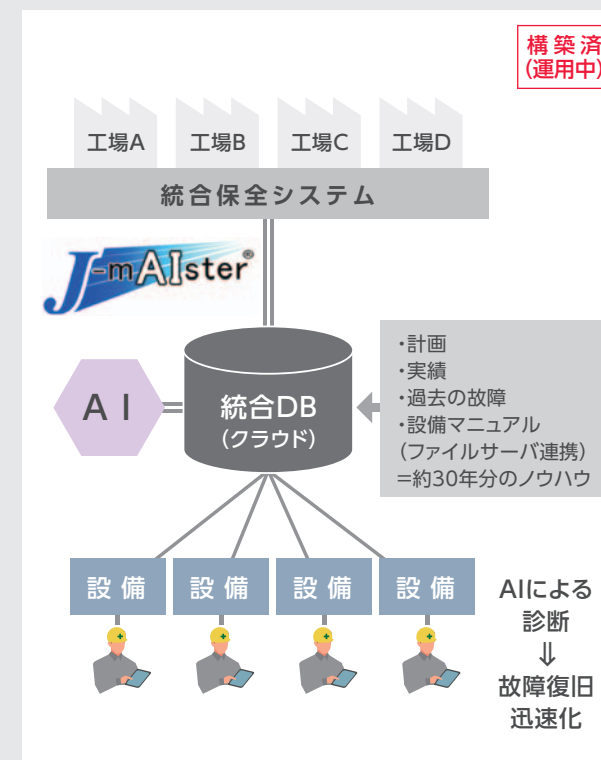 構築済
(運用中)
工場A 工場B 工場C 工場D
統合保全システム
J-mAIster®
AI
統合DB
(クラウド)
・計画
・実績
・過去の故障
・設備マニュアル
(ファイルサーバ連携)
=約30年分のノウハウ
設備 設備 設備 設備
AIによる
診断
⇓
故障復旧
迅速化